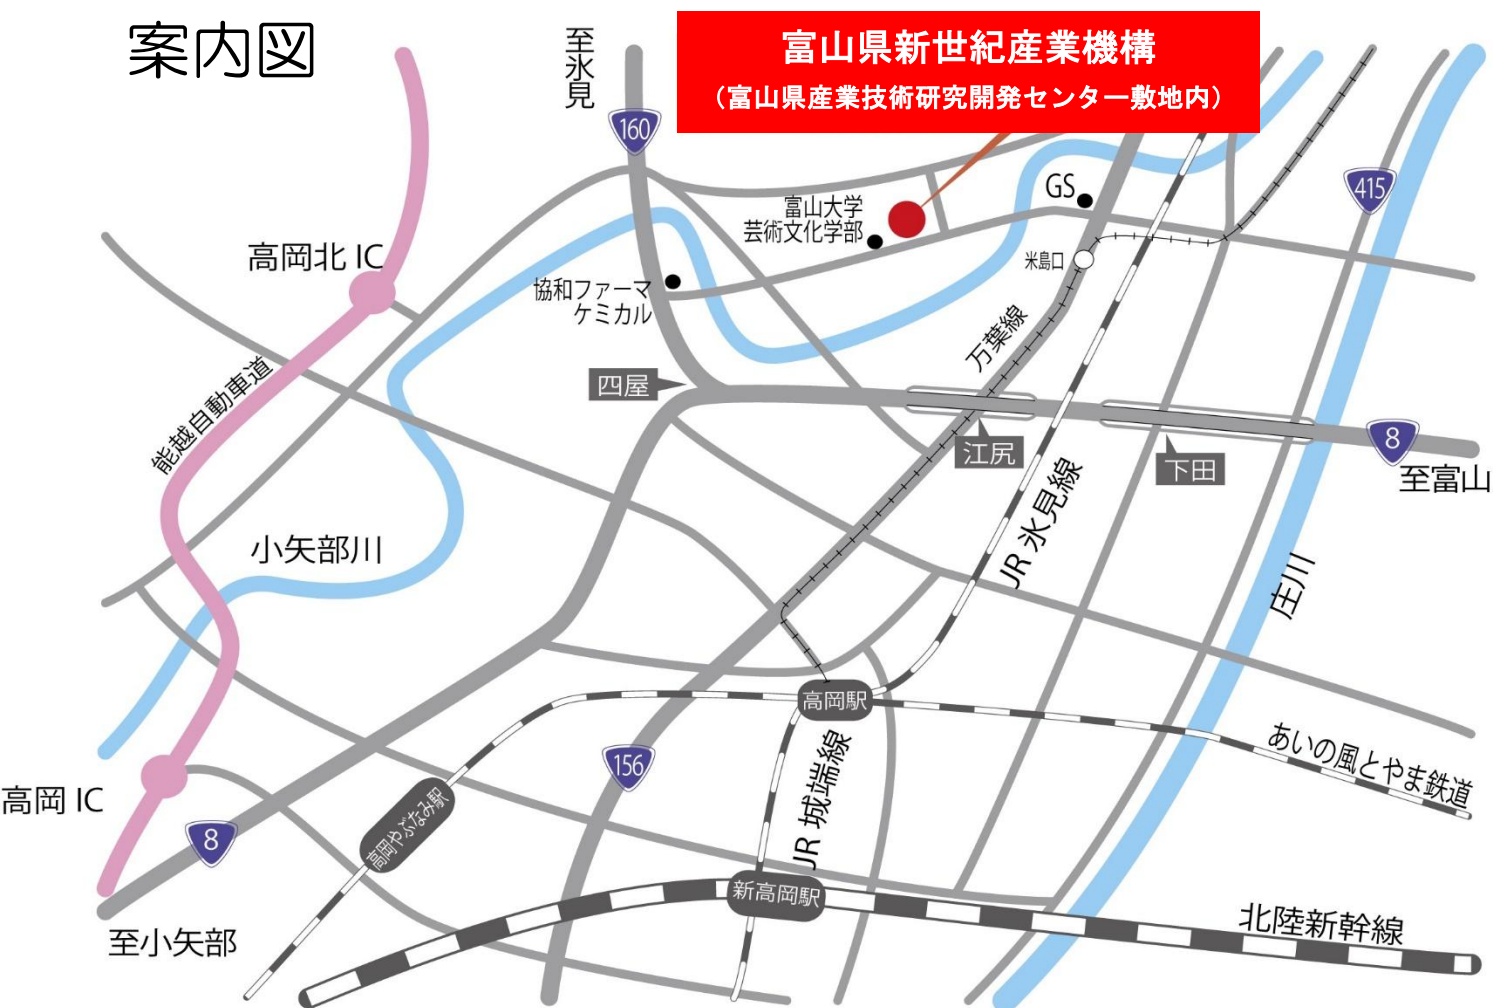 案内図
至氷見
富山県新世紀産業機構
（富山県産業技術研究開発センター敷地内）
160
415
GS
富山大学
芸術文化学部
高岡北 IC
米島口
協和ファーマ
ケミカル
万葉線
能越自動車道
四屋
江尻
下田
8
至富山
JR 氷見線
小矢部川
庄川
高岡駅
156
あいの風とやま鉄道
JR 城端線
高岡 IC
高岡やぶなみ駅
8
新高岡駅
北陸新幹線
至小矢部